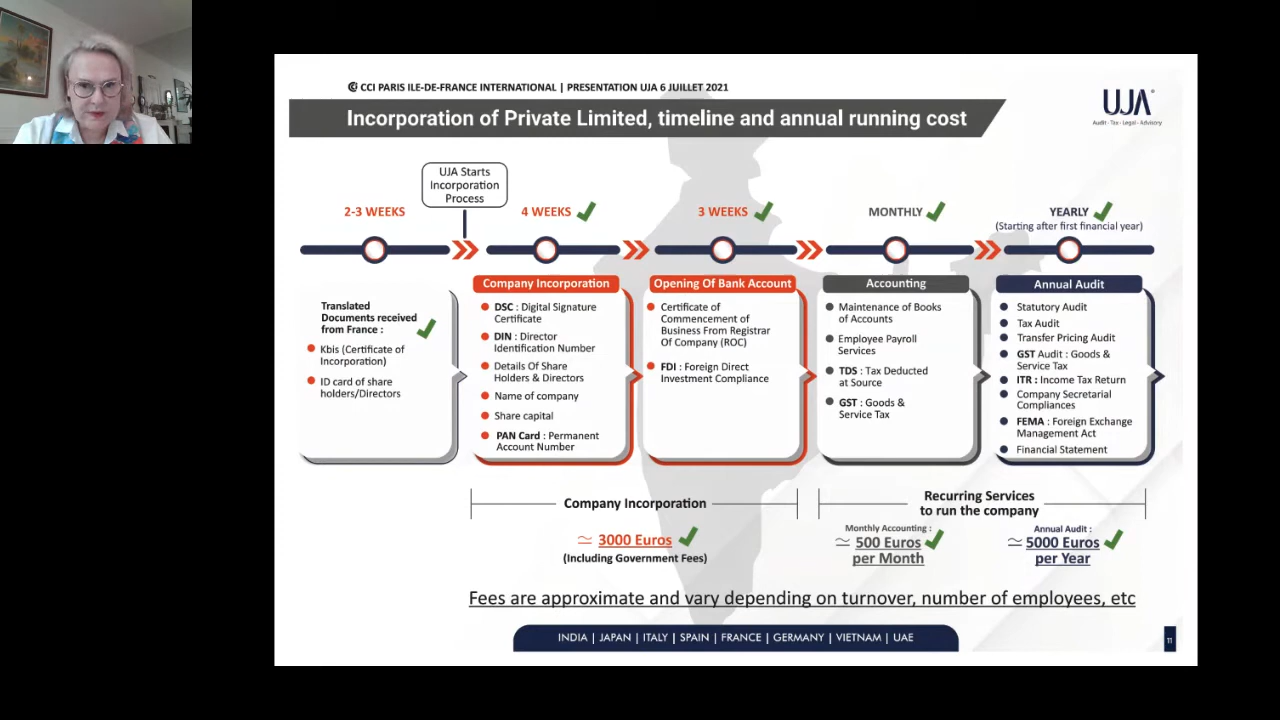 CCI PARIS ILE-DE-FRANCE INTERNATIONAL | PRESENTATION UJA 6 JUILLET 2021
Incorporation of Private Limited, timeline and annual running cost
UJA
Audit - Tax - Legal - Advisory
UJA Starts
Incorporation
Process
2-3 WEEKS
4 WEEKS
3 WEEKS
MONTHLY
YEARLY
(Starting after first financial year)
Translated
Documents received
from France :
Kbis (Certificate of
Incorporation)
ID card of share
holders/Directors
Company Incorporation
DSC : Digital Signature
Certificate
DIN : Director
Identification Number
Details Of Share
Holders & Directors
Name of company
Share capital
PAN Card : Permanent
Account Number
Opening Of Bank Account
Certificate of
Commencement of
Business From Registrar
Of Company (ROC)
FDI : Foreign Direct
Investment Compliance
Accounting
Maintenance of Books
of Accounts
Employee Payroll
Services
TDS : Tax Deducted
at Source
GST : Goods &
Service Tax
Annual Audit
Statutory Audit
Tax Audit
Transfer Pricing Audit
GST Audit : Goods &
Service Tax
ITR : Income Tax Return
Company Secretarial
Compliances
FEMA : Foreign Exchange
Management Act
Financial Statement
Company Incorporation
≃ 3000 Euros
(Including Government Fees)
Recurring Services
to run the company
Monthly Accounting :
≃ 500 Euros
per Month
Annual Audit :
≃ 5000 Euros
per Year
Fees are approximate and vary depending on turnover, number of employees, etc
INDIA | JAPAN | ITALY | SPAIN | FRANCE | GERMANY | VIETNAM | UAE
11